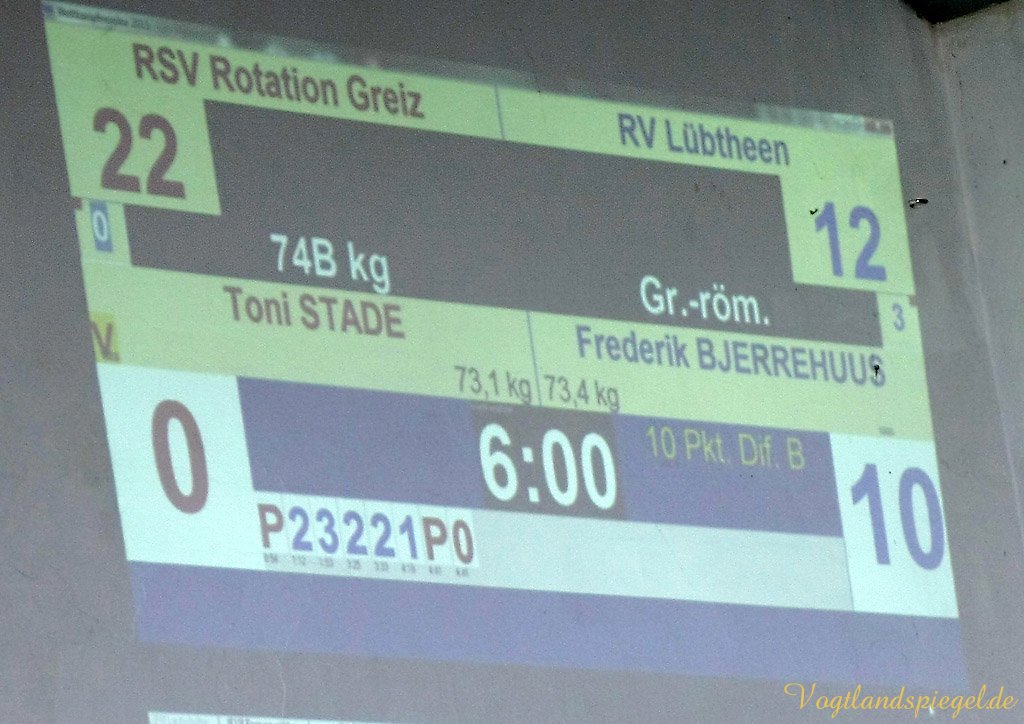 RSV Rotation Greiz
RV Lübtheen
22
12
0
74B kg
Gr.-röm.
3
Toni STADE
Frederik BJERREHUUS
V.
73,1 kg
73,4 kg
0
6:00
10 Pkt. Dif. B
10
P23221P0
Vogtlandspiegel.de